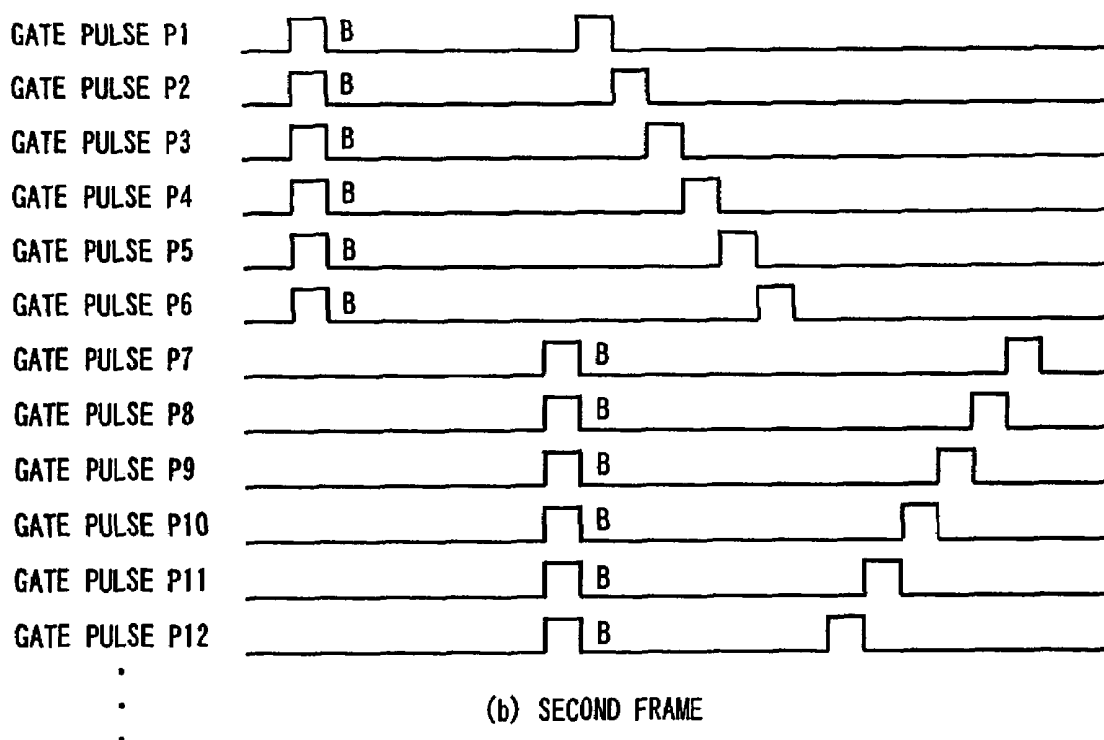 GATE PULSE P1 B
GATE PULSE P2 B
GATE PULSE P3 B
GATE PULSE P4 B
GATE PULSE P5 B
GATE PULSE P6 B
GATE PULSE P7 B
GATE PULSE P8 B
GATE PULSE P9 B
GATE PULSE P10 B
GATE PULSE P11 B
GATE PULSE P12 B
(b) SECOND FRAME